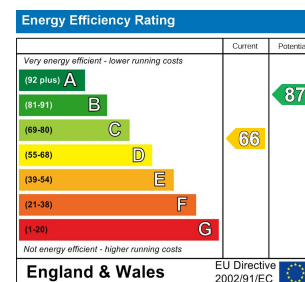 Energy Efficiency Rating
Current Potentia
Very energy efficient - lower running costs
(92 plus) A
(81-91) B
87
(69-80) C
66
(55-68) D
(39-54) E
(21-38) F
(1-20) G
Not energy efficient - higher running costs
England & Wales
EU Directive
2002/91/EC